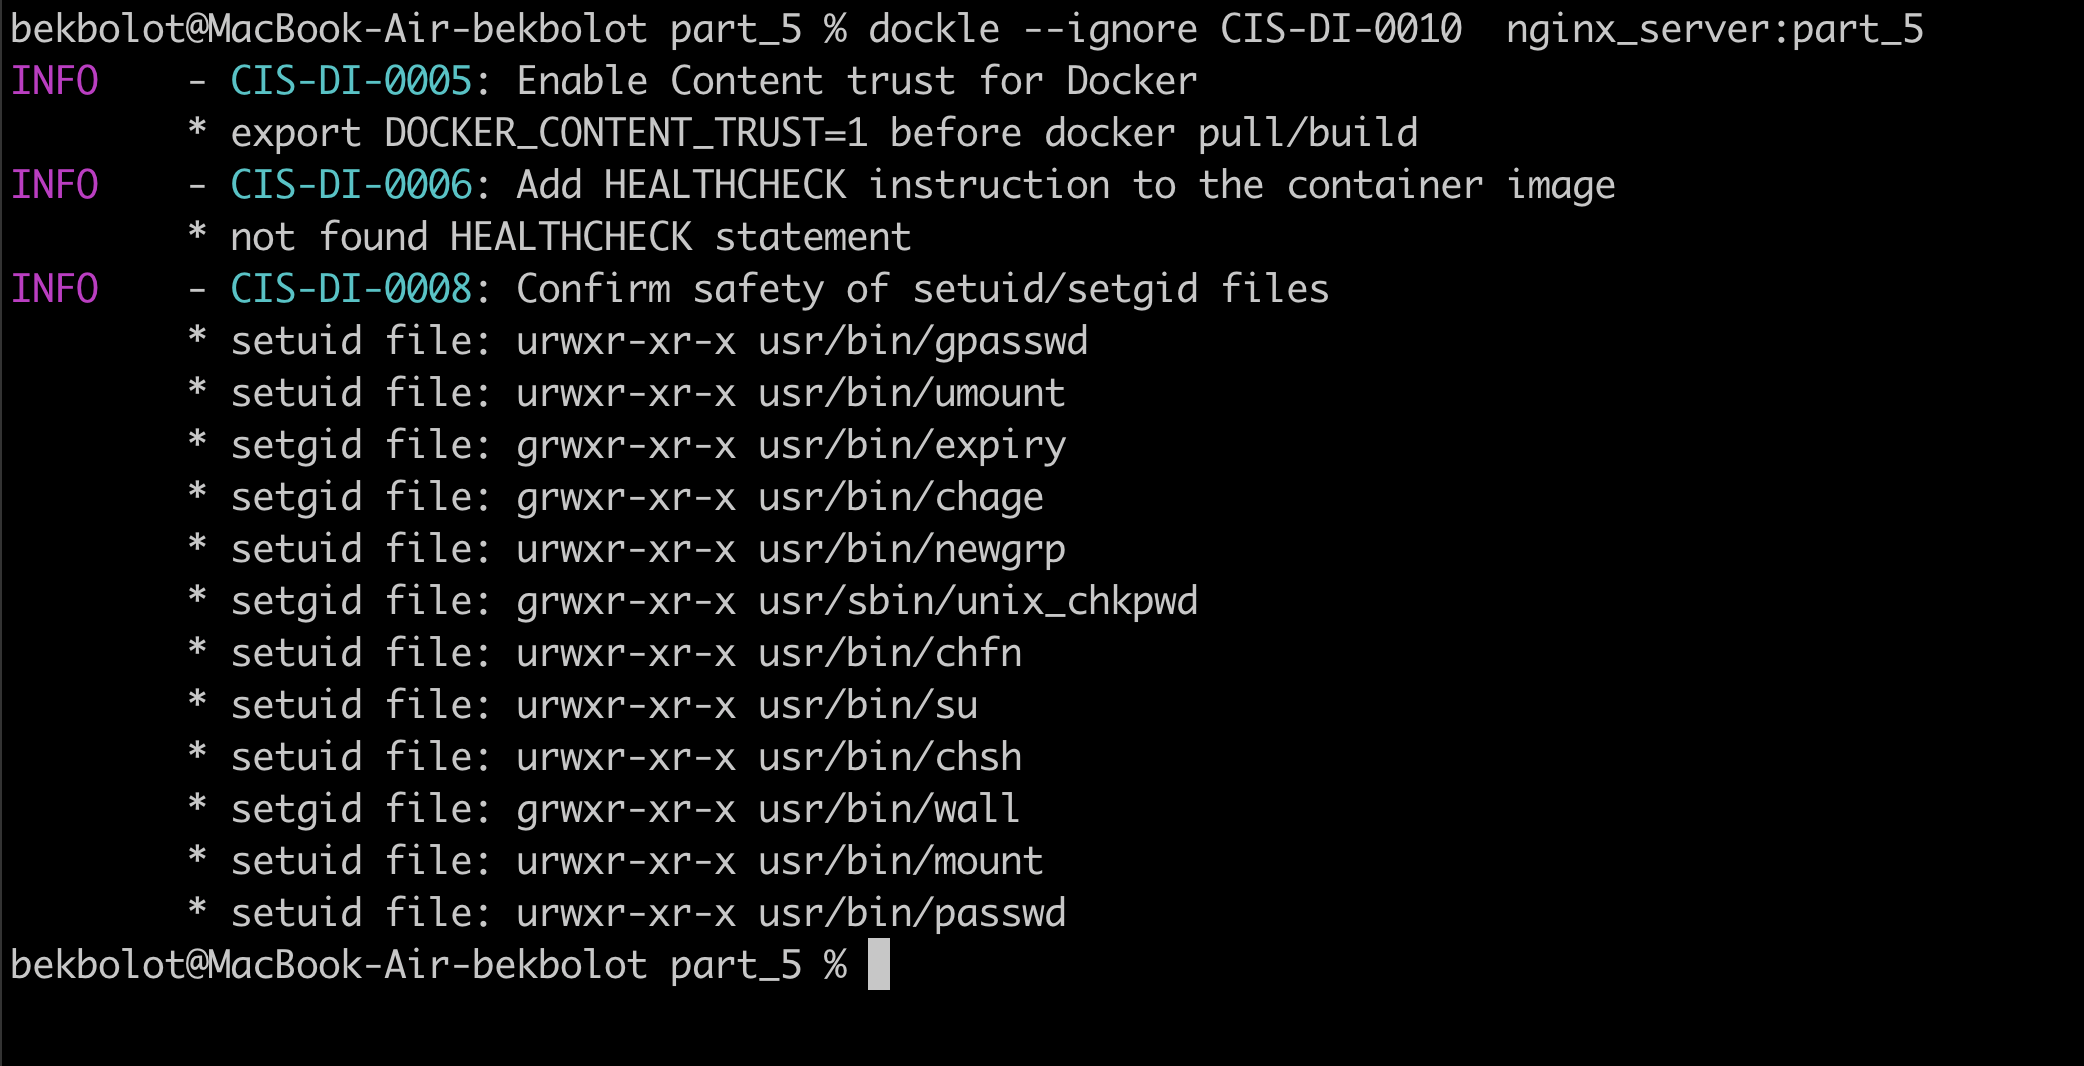 bekbolot@MacBook-Air-bekbolot part_5 % dockle --ignore CIS-DI-0010  nginx_server:part_5
INFO    - CIS-DI-0005: Enable Content trust for Docker
        * export DOCKER_CONTENT_TRUST=1 before docker pull/build
INFO    - CIS-DI-0006: Add HEALTHCHECK instruction to the container image
        * not found HEALTHCHECK statement
INFO    - CIS-DI-0008: Confirm safety of setuid/setgid files
        * setuid file: urwxr-xr-x usr/bin/gpasswd
        * setuid file: urwxr-xr-x usr/bin/umount
        * setgid file: grwxr-xr-x usr/bin/expiry
        * setgid file: grwxr-xr-x usr/bin/chage
        * setuid file: urwxr-xr-x usr/bin/newgrp
        * setgid file: grwxr-xr-x usr/sbin/unix_chkpwd
        * setuid file: urwxr-xr-x usr/bin/chfn
        * setuid file: urwxr-xr-x usr/bin/su
        * setuid file: urwxr-xr-x usr/bin/chsh
        * setgid file: grwxr-xr-x usr/bin/wall
        * setuid file: urwxr-xr-x usr/bin/mount
        * setuid file: urwxr-xr-x usr/bin/passwd
bekbolot@MacBook-Air-bekbolot part_5 %